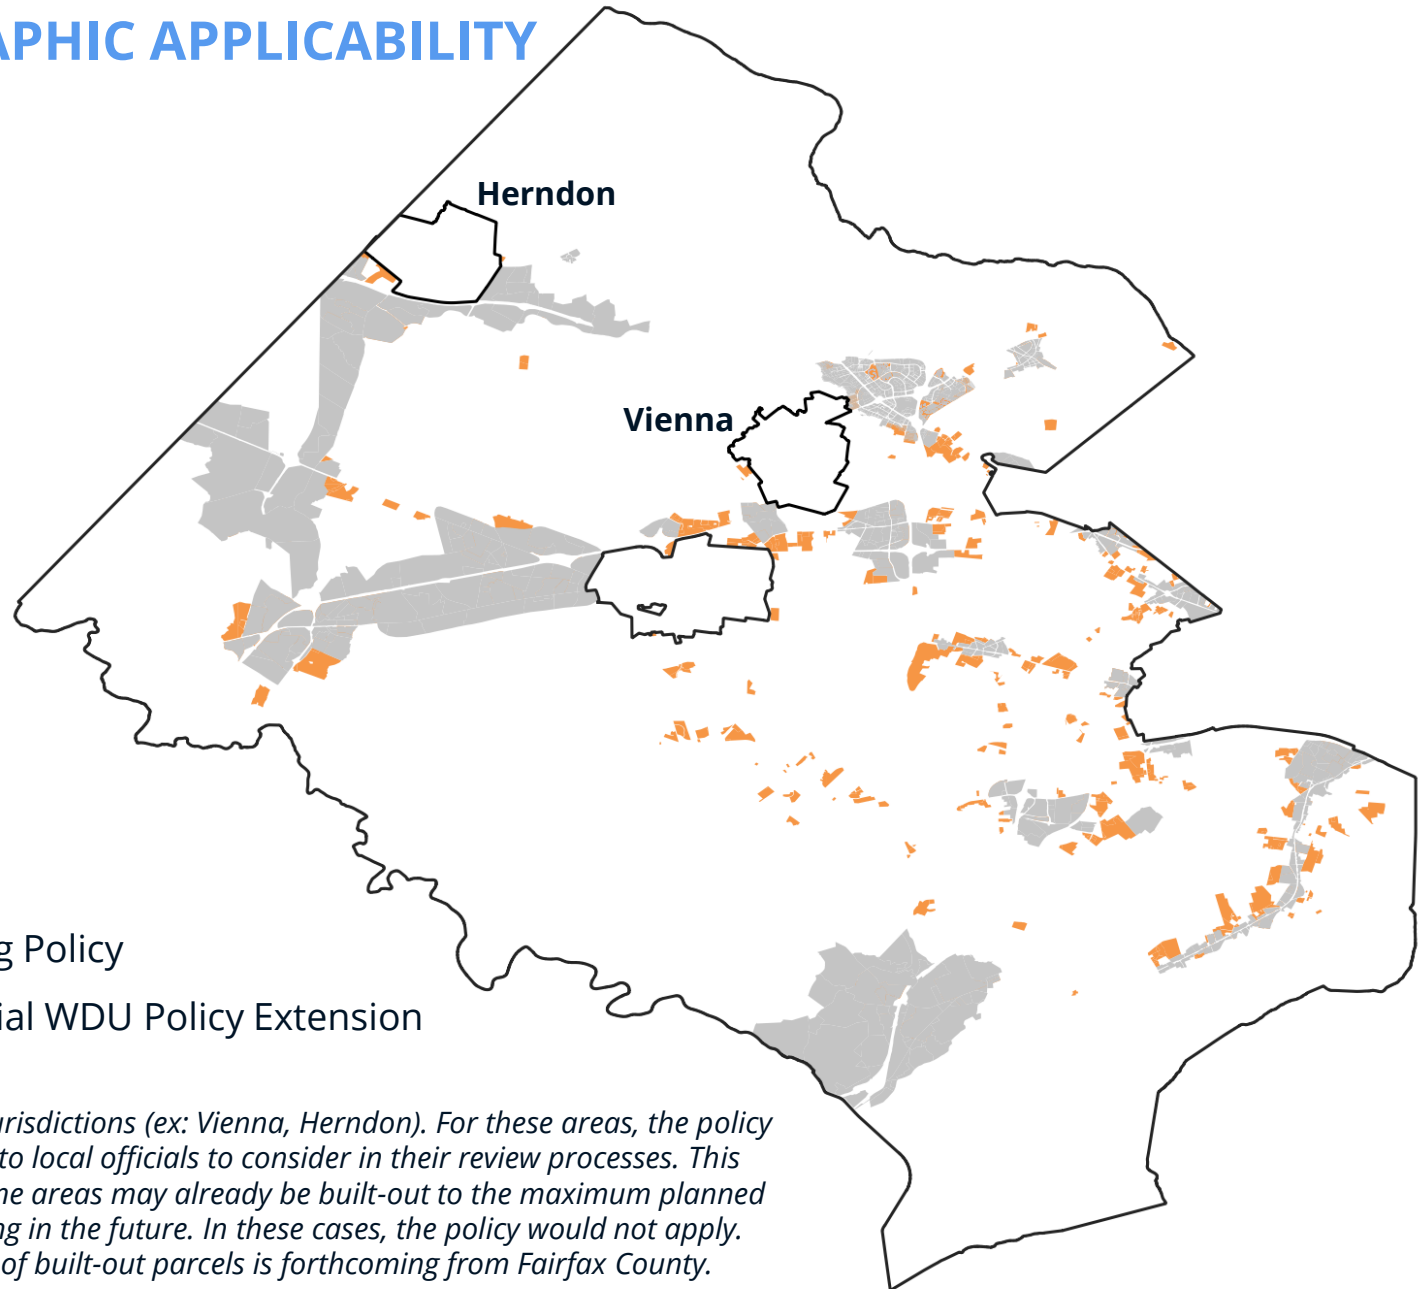 APHIC APPLICABILITY
Herndon
Vienna
g Policy
ial WDU Policy Extension
urisdictions (ex: Vienna, Herndon). For these areas, the policy
to local officials to consider in their review processes. This
ne areas may already be built-out to the maximum planned
ng in the future. In these cases, the policy would not apply.
of built-out parcels is forthcoming from Fairfax County.